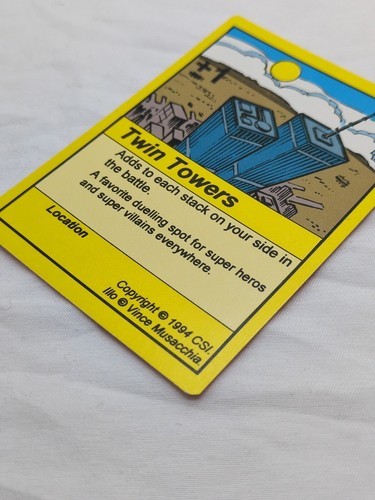 +1
Twin Towers
Adds to each stack on your side in
the battle.
A favorite duelling spot for super heros
and super villains everywhere.
Location
Copyright © 1994 CSI.
Illo © Vince Musacchia